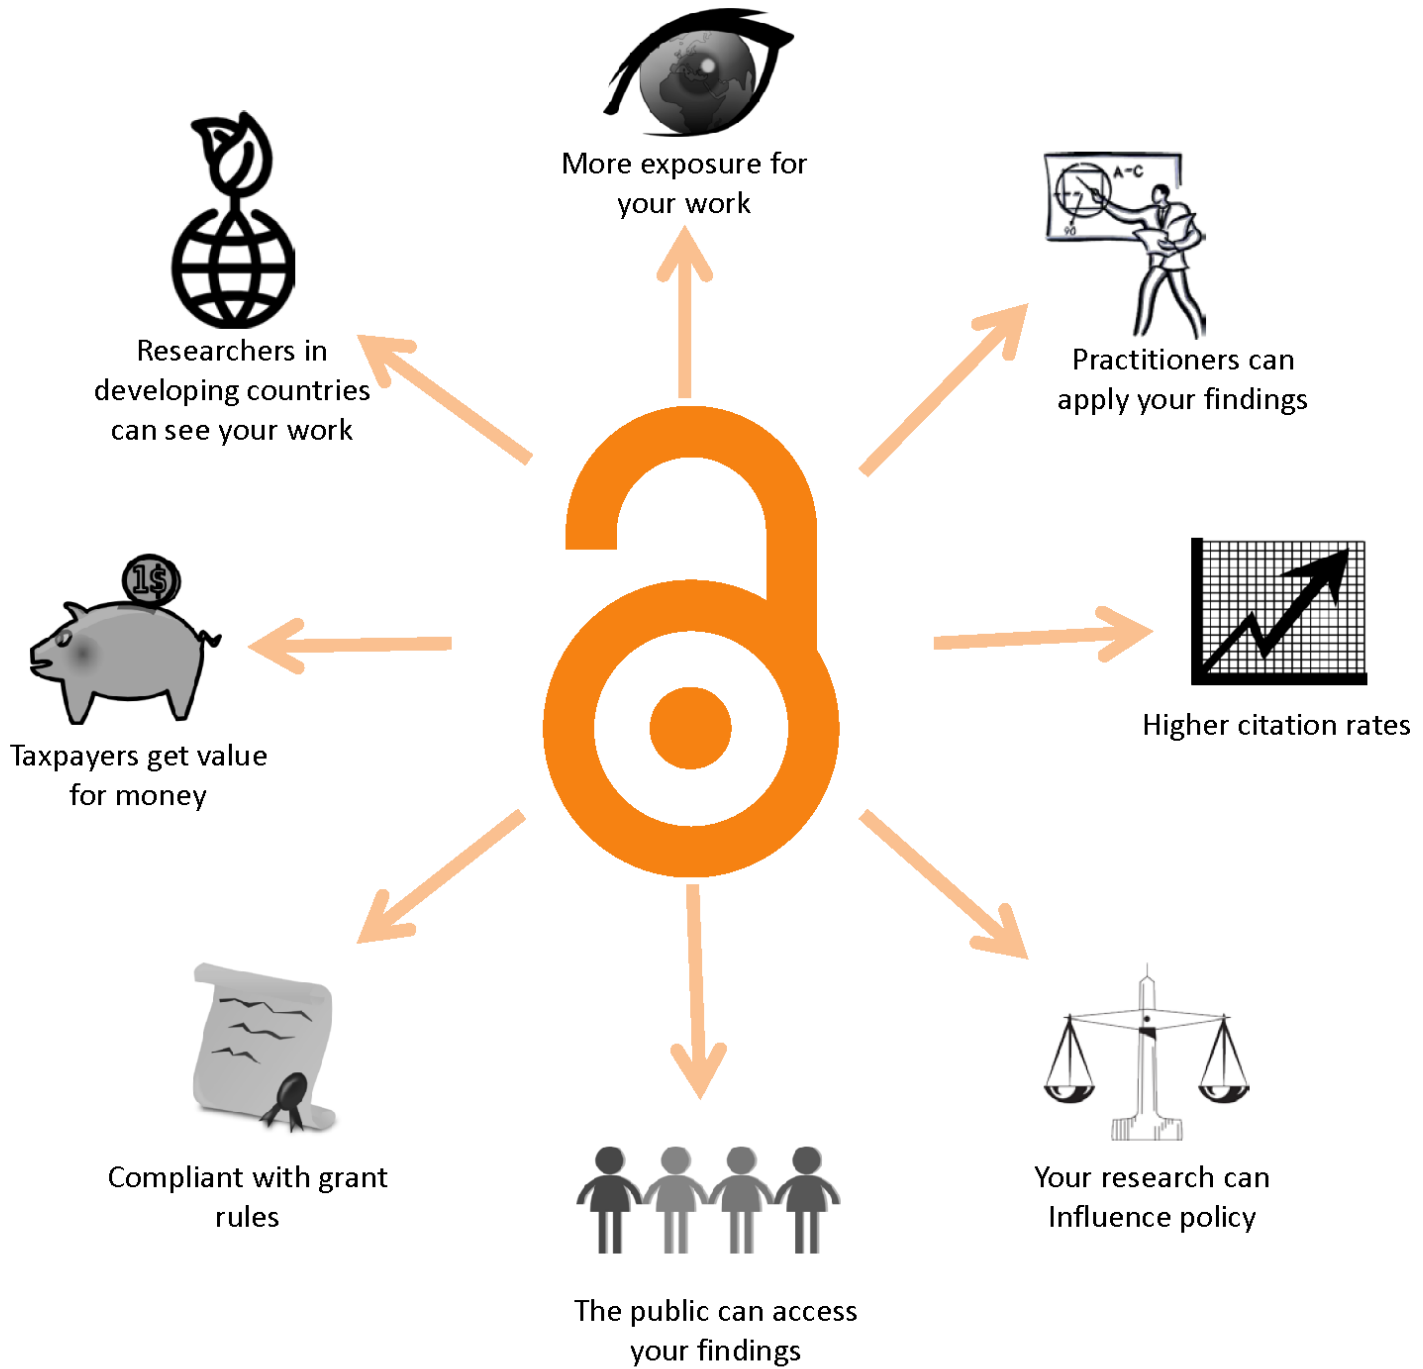 More exposure for
your work
A-C
90
Practitioners can
apply your findings
Higher citation rates
Your research can
Influence policy
The public can access
your findings
Compliant with grant
rules
1$
Taxpayers get value
for money
Researchers in
developing countries
can see your work